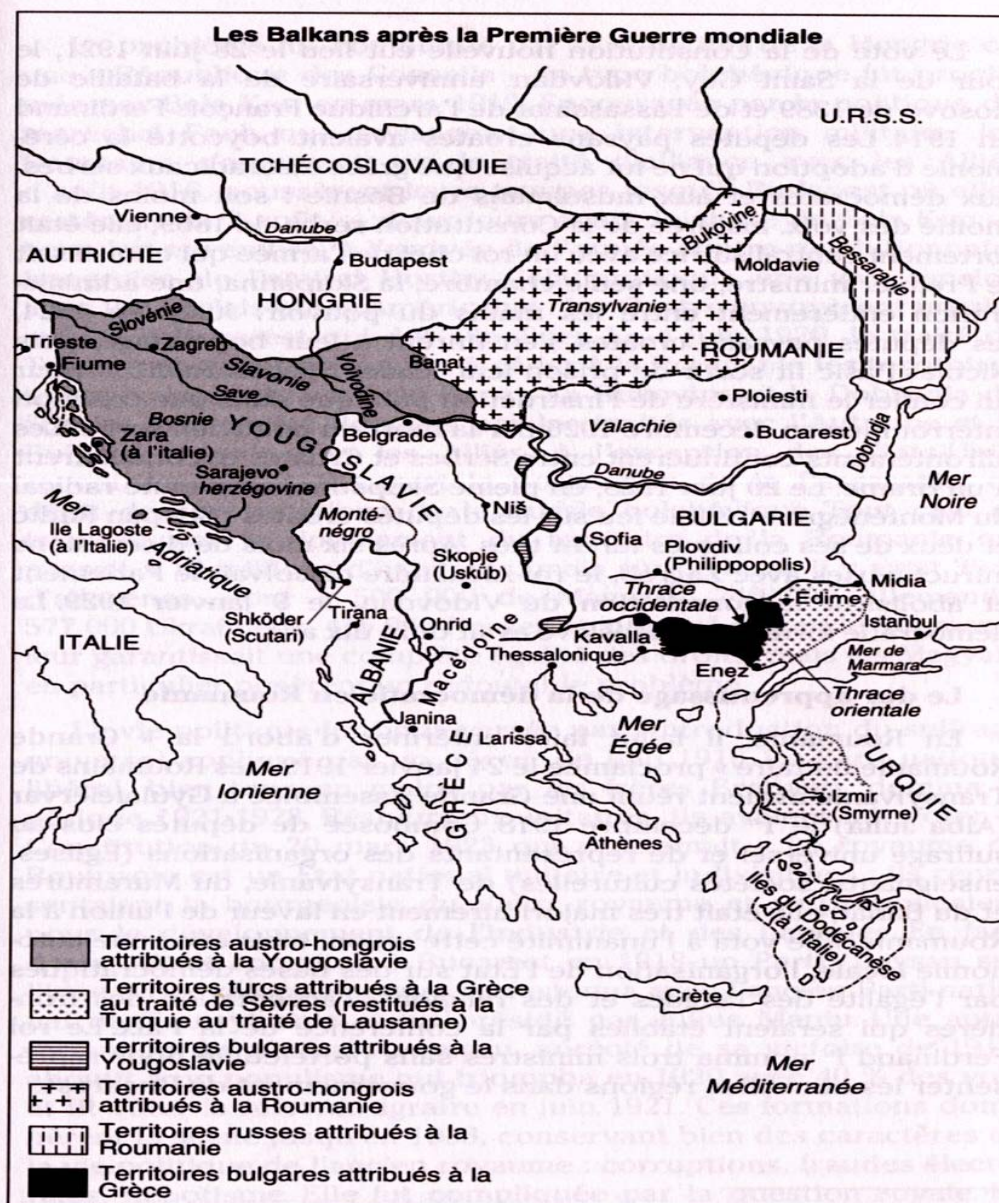 Les Balkans après la Première Guerre mondiale
U.R.S.S.
TCHÉCOSLOVAQUIE
Vienne
Danube
Bukovine
AUTRICHE
Budapest
Moldavie
Bessarabie
HONGRIE
Transylvanie
Slovénie
Trieste
Zagreb
Fiume
Slavonie
Voïvodine
Banat
ROUMANIE
Save
Ploiesti
Bosnie
YOUGOSLAVE
Valachie
Zara
(à l'italie)
Belgrade
Bucarest
Dobrudja
Sarajevo
herzégovine
Danube
Mer
Noire
Mer
Adriatique
Monté-
négro
Niš
BULGARIE
Ile Lagoste
(à l'Italie)
Sofia
Skopje
(Usküb)
Plovdiv
(Philippopolis)
Thrace
occidentale
Midia
Edime
Shköder
(Scutari)
Tirana
Istanbul
ITALIE
Ohrid
Kavalla
ALBANIE
Macédoine
Thessalonique
Enez
Mer de
Marmara
Thrace
orientale
Janina
Larissa
Mer
Égée
Mer
Ionienne
GRÈCE
TURQUIE
Izmir
(Smyrne)
Athènes
Iles
du Dodécanèse
(à l'Italie)
Crète
Mer
Méditerranée
Territoires austro-hongrois
attribués à la Yougoslavie
Territoires turcs attribués à la Grèce
(traité de Sèvres et restitués à la
Turquie au traité de Lausanne)
Territoires bulgares attribués à la
Yougoslavie
Territoires austro-hongrois
attribués à la Roumanie
Territoires russes attribués à la
Roumanie
Territoires bulgares attribués à la
Grèce